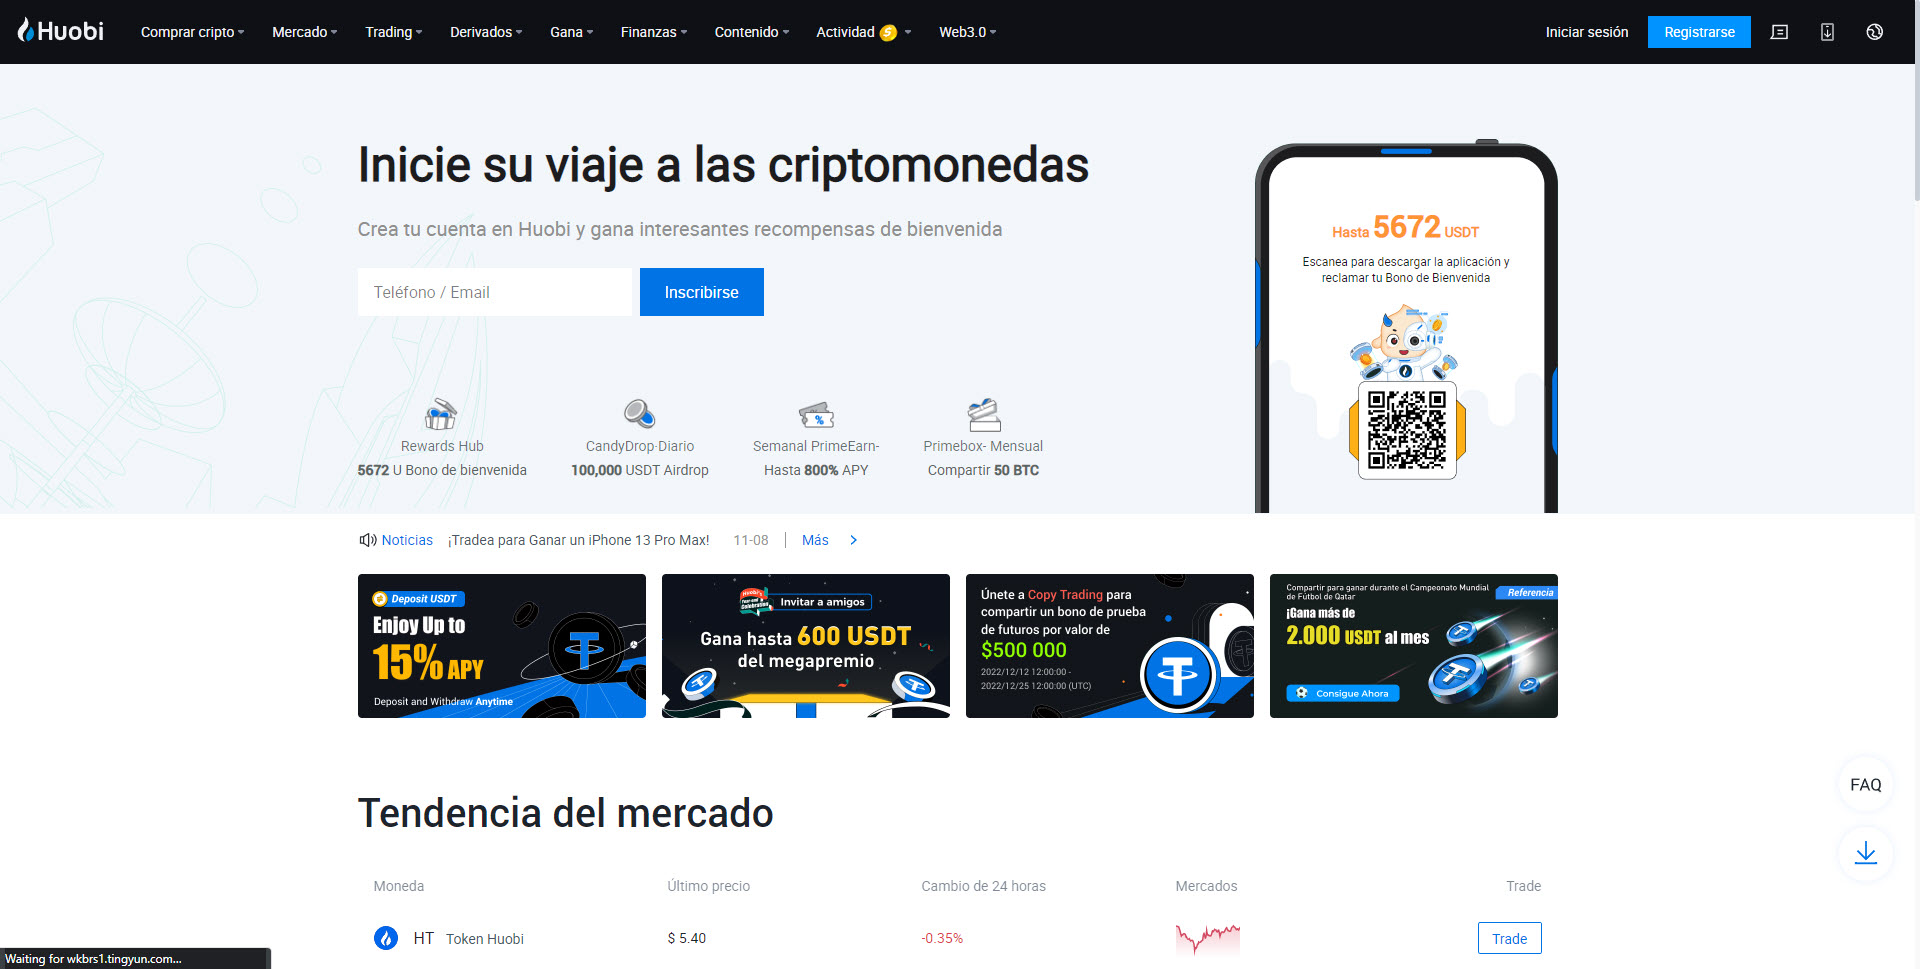 Huobi
Comprar cripto
Mercado
Trading
Derivados
Gana
Finanzas
Contenido
Actividad
Web3.0
Iniciar sesión
Registrarse
Inicie su viaje a las criptomonedas
Crea tu cuenta en Huobi y gana interesantes recompensas de bienvenida
Teléfono / Email
Inscribirse
Rewards Hub
5672 U Bono de bienvenida
CandyDrop·Diario
100,000 USDT Airdrop
Semanal PrimeEarn-
Hasta 800% APY
Primebox- Mensual
Compartir 50 BTC
Hasta 5672 USDT
Escanea para descargar la aplicación y
reclamar tu Bono de Bienvenida
Noticias
¡Tradea para Ganar un iPhone 13 Pro Max!
11-08
Más
Deposit USDT
Enjoy Up to
15% APY
Deposit and Withdraw Anytime
Huobi's
Year-end
Celebration
Invitar a amigos
Gana hasta 600 USDT
del megapremio
Únete a Copy Trading para
compartir un bono de prueba
de futuros por valor de
$500 000
2022/12/12 12:00:00 -
2022/12/25 12:00:00 (UTC)
Compartir para ganar durante el Campeonato Mundial
de Fútbol de Qatar
Referencia
¡Gana más de
2.000 USDT al mes
Consigue Ahora
Tendencia del mercado
FAQ
Moneda
Último precio
Cambio de 24 horas
Mercados
Trade
HT Token Huobi
$ 5.40
-0.35%
Trade
Waiting for wkbrs1.tingyun.com...